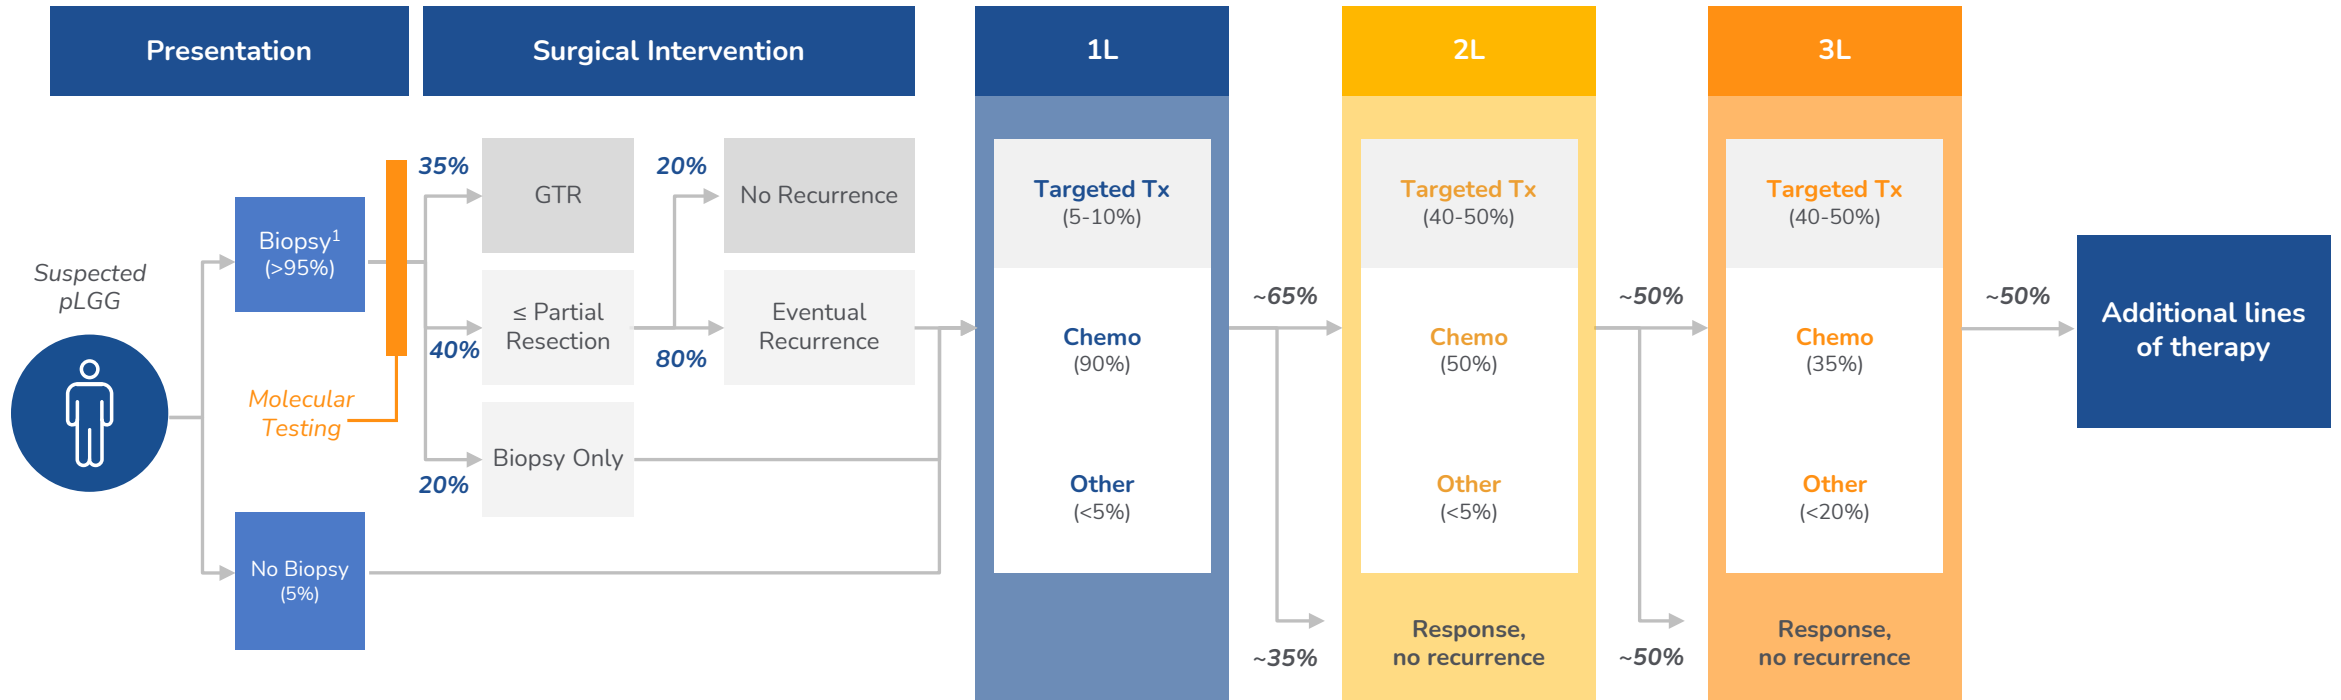 Presentation
Surgical Intervention
1L
2L
3L
Suspected
pLGG
Biopsy¹
(>95%)
Molecular
Testing
No Biopsy
(5%)
35%
40%
20%
GTR
≤ Partial
Resection
Biopsy Only
20%
80%
No Recurrence
Eventual
Recurrence
Targeted Tx
(5-10%)
Chemo
(90%)
Other
(<5%)
~65%
~35%
Targeted Tx
(40-50%)
Chemo
(50%)
Other
(<5%)
Response,
no recurrence
~50%
~50%
Targeted Tx
(40-50%)
Chemo
(35%)
Other
(<20%)
Response,
no recurrence
~50%
Additional lines
of therapy